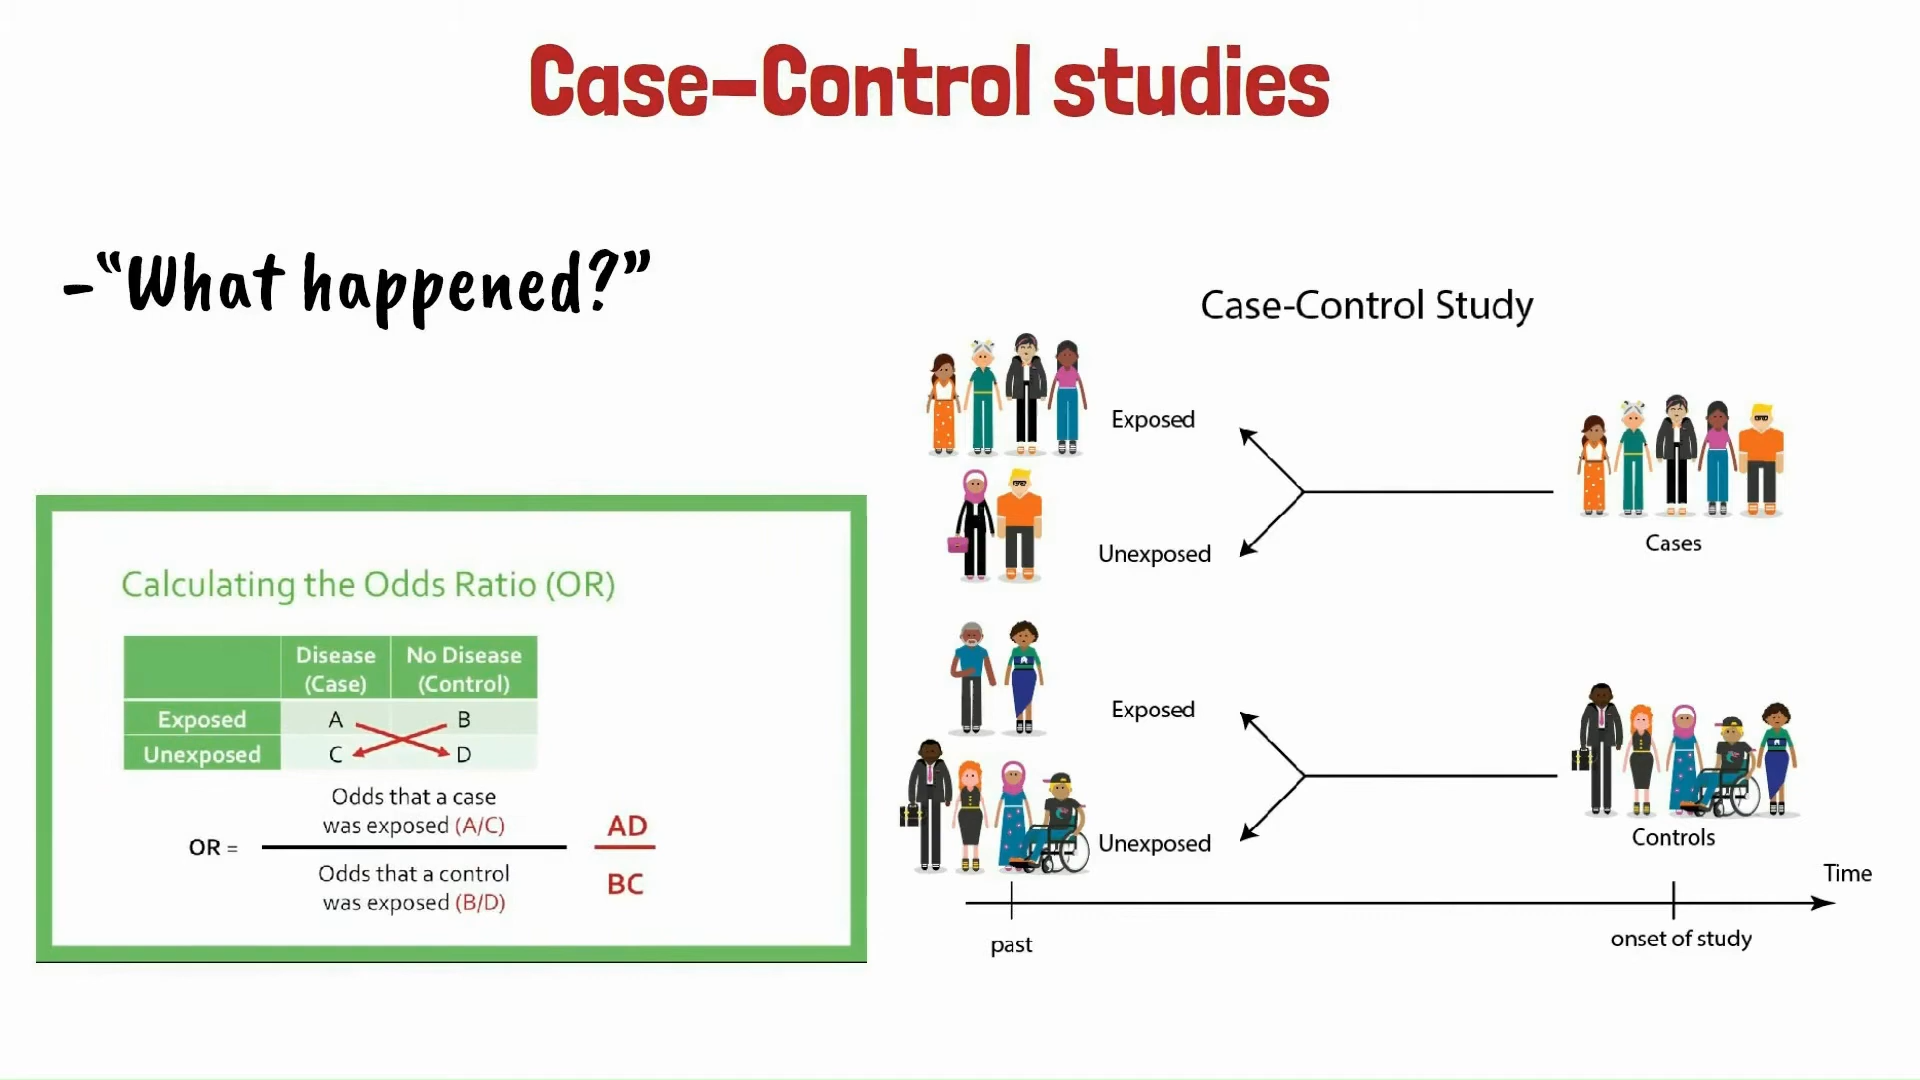 Case-Control studies
-“What happened?”
Calculating the Odds Ratio (OR)
Disease (Case)
No Disease (Control)
Exposed A B
Unexposed C D
OR =
Odds that a case
was exposed (A/C)
Odds that a control
was exposed (B/D)
AD
BC
Case-Control Study
Exposed
Unexposed
Cases
Exposed
Unexposed
Controls
Time
past
onset of study